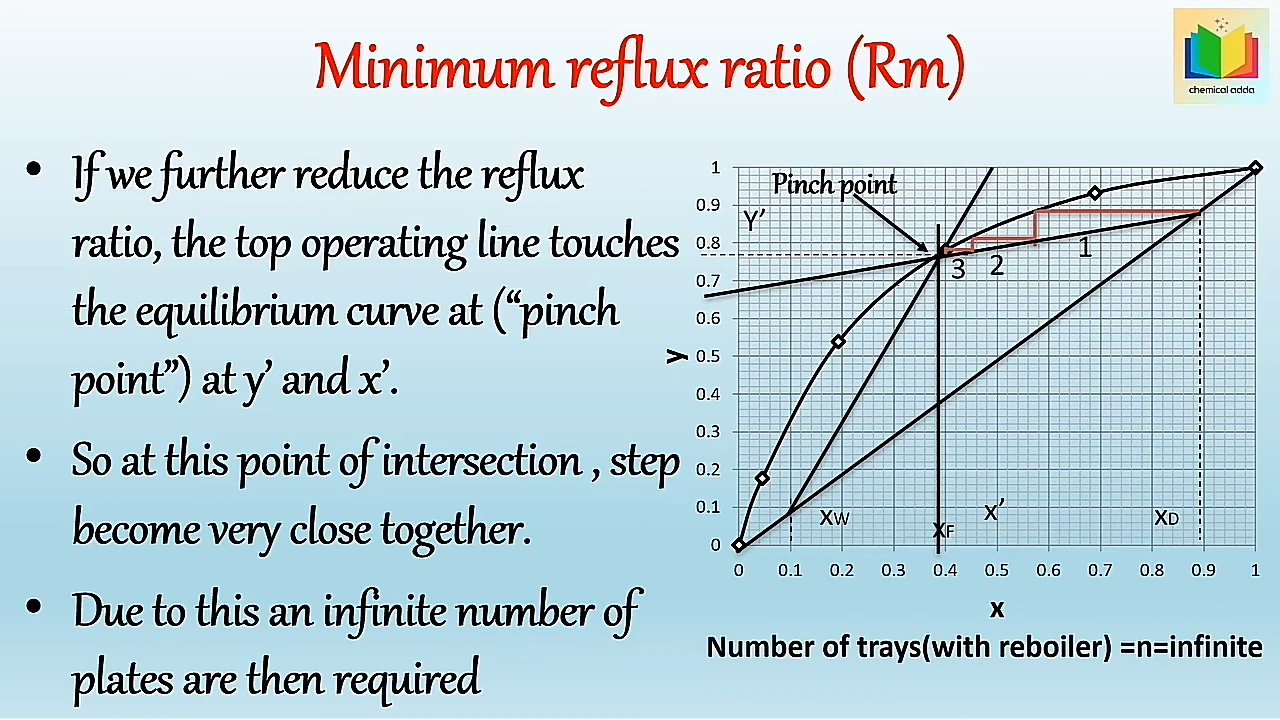 Minimum reflux ratio (Rm)
chemical adda
• If we further reduce the reflux
ratio, the top operating line touches
the equilibrium curve at (“pinch
point”) at y’ and x’.
• So at this point of intersection , step
become very close together.
• Due to this an infinite number of
plates are then required
Pinch point
Y’
1
0.9
0.8
0.7
0.6
0.5
0.4
0.3
0.2
0.1
0
y
3
2
1
xW
xF
x’
xD
0 0.1 0.2 0.3 0.4 0.5 0.6 0.7 0.8 0.9 1
x
Number of trays(with reboiler) =n=infinite